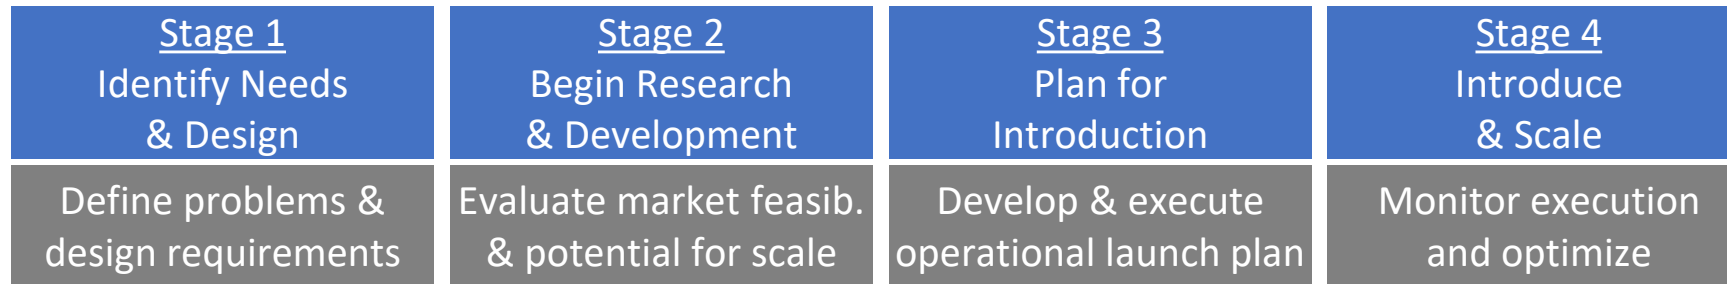 Stage 1
Identify Needs
& Design
Define problems &
design requirements
Stage 2
Begin Research
& Development
Evaluate market feasib.
& potential for scale
Stage 3
Plan for
Introduction
Develop & execute
operational launch plan
Stage 4
Introduce
& Scale
Monitor execution
and optimize